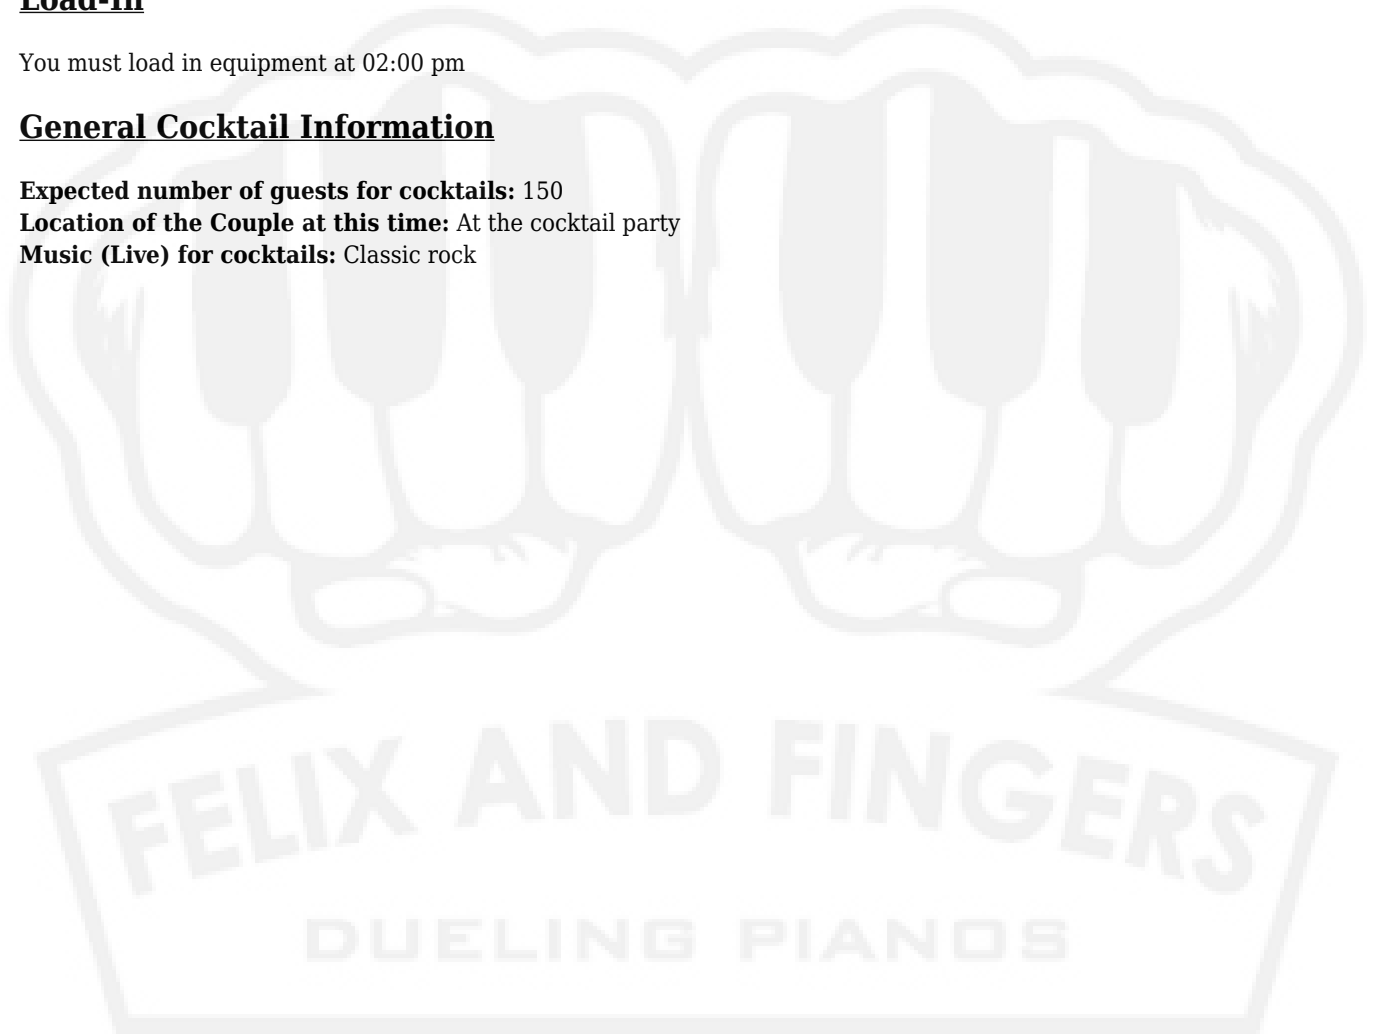 Load-In
You must load in equipment at 02:00 pm
General Cocktail Information
Expected number of guests for cocktails: 150
Location of the Couple at this time: At the cocktail party
Music (Live) for cocktails: Classic rock
FELIX AND FINGERS
DUELING PIANOS